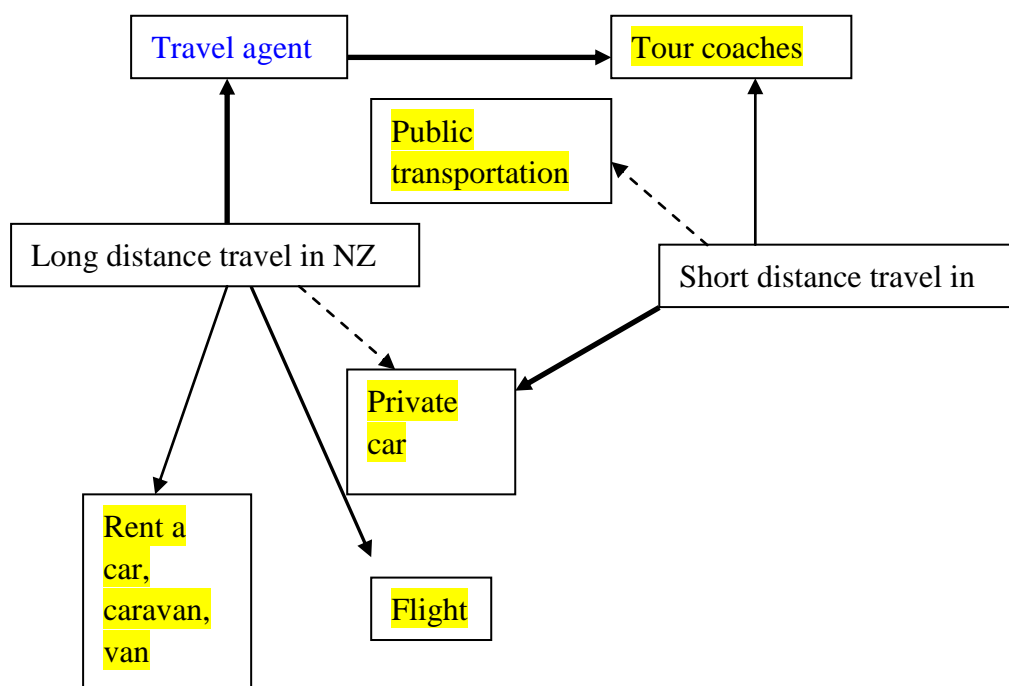 Travel agent
Tour coaches
Public
transportation
Long distance travel in NZ
Short distance travel in
Private
car
Rent a
car,
caravan,
van
Flight